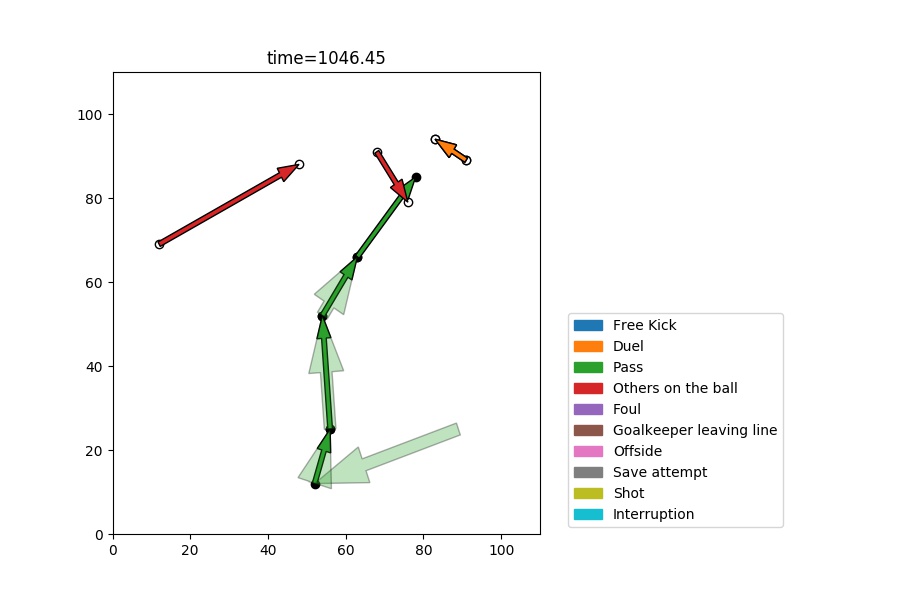 time=1046.45
100
80
60
40
20
0
0 20 40 60 80 100
Free Kick
Duel
Pass
Others on the ball
Foul
Goalkeeper leaving line
Offside
Save attempt
Shot
Interruption